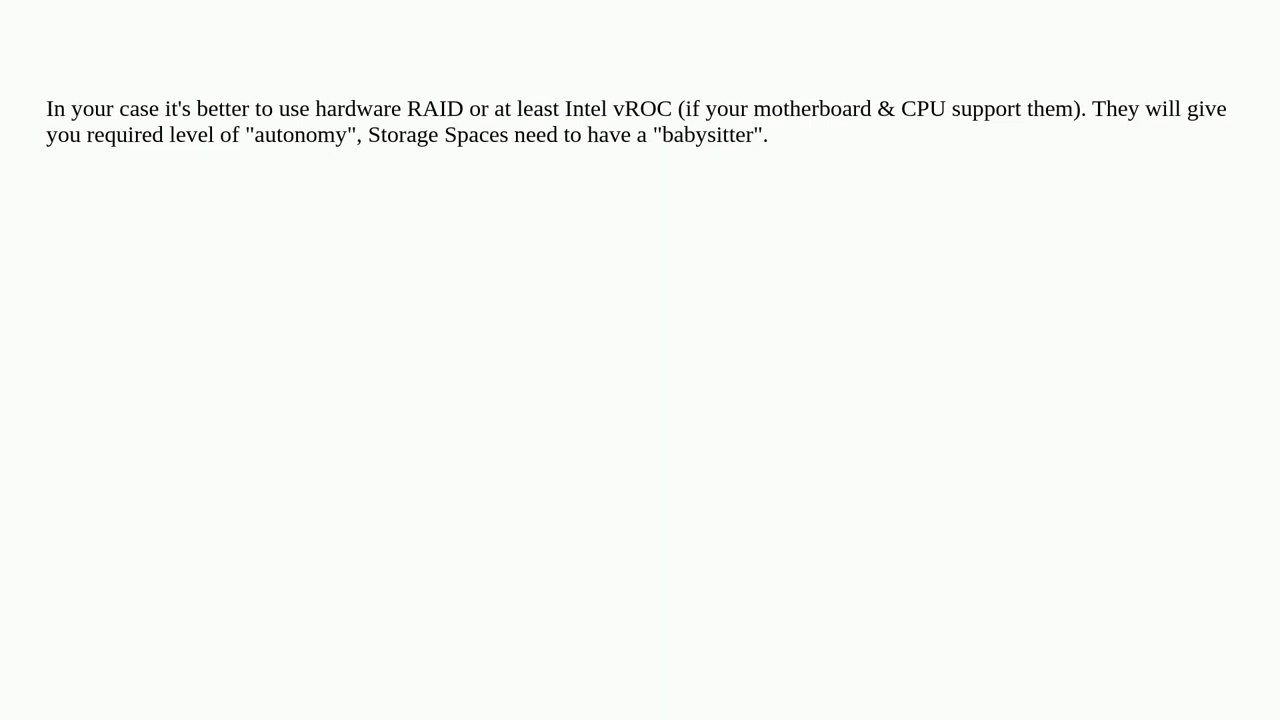 In your case it's better to use hardware RAID or at least Intel vROC (if your motherboard & CPU support them). They will give
you required level of "autonomy", Storage Spaces need to have a "babysitter".